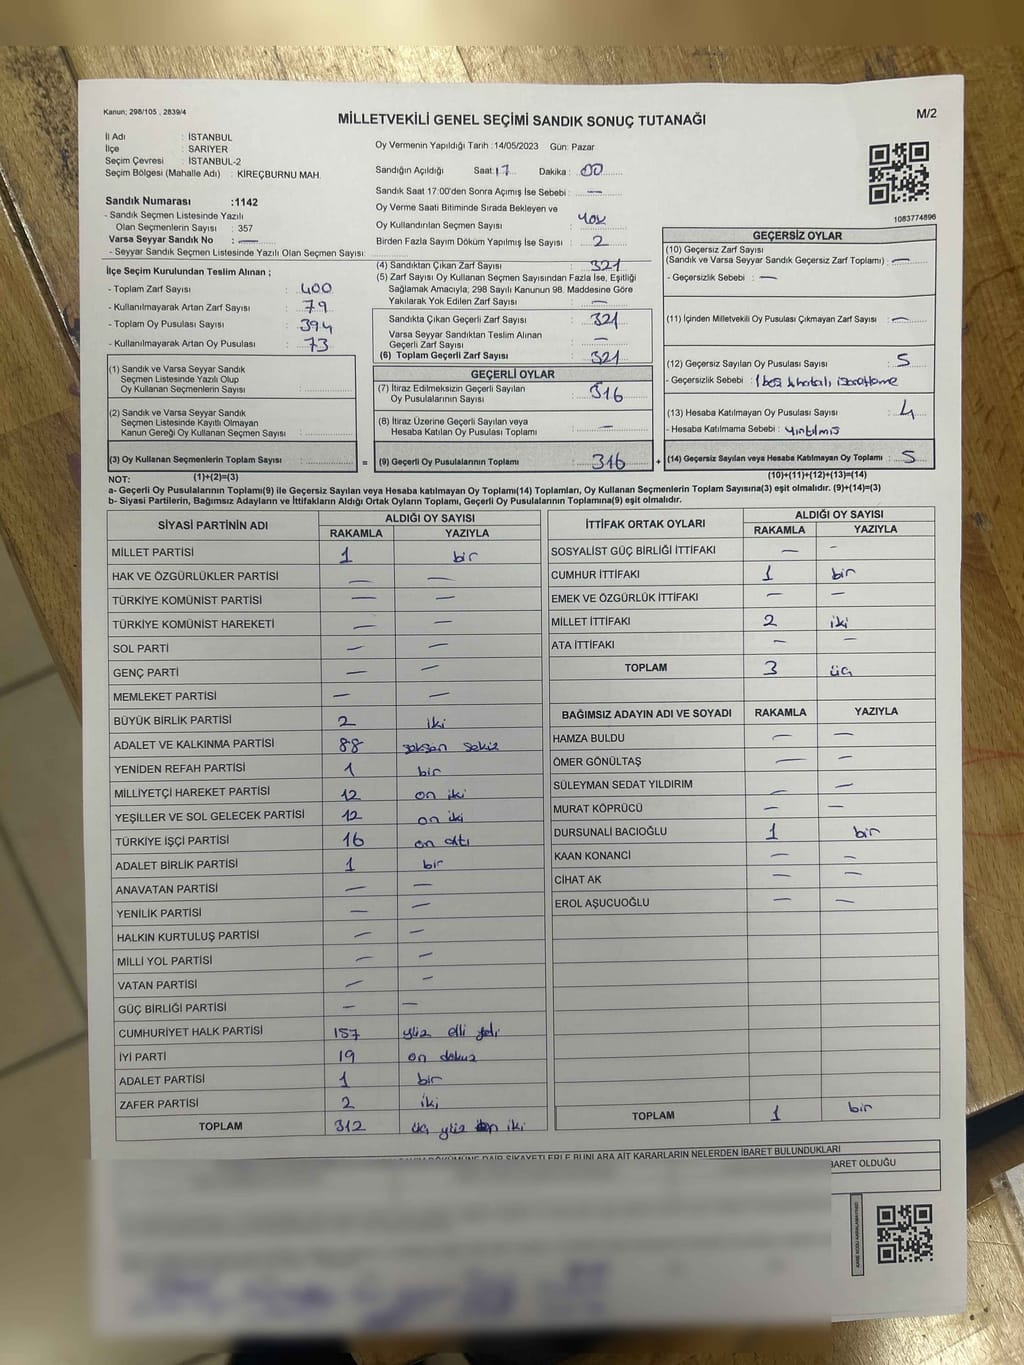 Kanun; 298/105 , 2839/4
M/2
MİLLETVEKİLİ GENEL SEÇİMİ SANDIK SONUÇ TUTANAĞI
İl Adı : İSTANBUL
İlçe : SARIYER
Seçim Çevresi : İSTANBUL-2
Seçim Bölgesi (Mahalle Adı) : KİREÇBURNU MAH.
Oy Vermenin Yapıldığı Tarih :14/05/2023 Gün: Pazar
Sandığın Açıldığı Saat: 17 Dakika : 00
Sandık Saat 17:00'den Sonra Açımış İse Sebebi : —
Oy Verme Saati Bitiminde Sırada Bekleyen ve
Oy Kullandırılan Seçmen Sayısı : yok
Birden Fazla Sayım Döküm Yapılmış İse Sayısı : 2
1083774896
Sandık Numarası :1142
- Sandık Seçmen Listesinde Yazılı
Olan Seçmenlerin Sayısı : 357
Varsa Seyyar Sandık No : —
- Seyyar Sandık Seçmen Listesinde Yazılı Olan Seçmen Sayısı:
İlçe Seçim Kurulundan Teslim Alınan ;
- Toplam Zarf Sayısı : 400
- Kullanılmayarak Artan Zarf Sayısı : 79
- Toplam Oy Pusulası Sayısı : 394
- Kullanılmayarak Artan Oy Pusulası : 73
(1) Sandık ve Varsa Seyyar Sandık
Seçmen Listesinde Yazılı Olup
Oy Kullanan Seçmenlerin Sayısı :
(2) Sandık ve Varsa Seyyar Sandık
Seçmen Listesinde Kayıtlı Olmayan
Kanun Gereği Oy Kullanan Seçmen Sayısı :
(3) Oy Kullanan Seçmenlerin Toplam Sayısı :
(4) Sandıktan Çıkan Zarf Sayısı : 321
(5) Zarf Sayısı Oy Kullanan Seçmen Sayısından Fazla İse, Eşitliği
Sağlamak Amacıyla, 298 Sayılı Kanunun 98. Maddesine Göre
Yakılarak Yok Edilen Zarf Sayısı : —
Sandıkta Çıkan Geçerli Zarf Sayısı : 321
Varsa Seyyar Sandıktan Teslim Alınan
Geçerli Zarf Sayısı : —
(6) Toplam Geçerli Zarf Sayısı : 321
GEÇERLİ OYLAR
(7) İtiraz Edilmeksizin Geçerli Sayılan
Oy Pusulalarının Sayısı : 316
(8) İtiraz Üzerine Geçerli Sayılan veya
Hesaba Katılan Oy Pusulası Toplamı : —
= (9) Geçerli Oy Pusulalarının Toplamı : 316 +
GEÇERSİZ OYLAR
(10) Geçersiz Zarf Sayısı
(Sandık ve Varsa Seyyar Sandık Geçersiz Zarf Toplamı) : —
- Geçersizlik Sebebi : —
(11) İçinden Milletvekili Oy Pusulası Çıkmayan Zarf Sayısı : —
(12) Geçersiz Sayılan Oy Pusulası Sayısı : 5
- Geçersizlik Sebebi : 1 boş 4 hatalı işaretleme
(13) Hesaba Katılmayan Oy Pusulası Sayısı : 4
- Hesaba Katılmama Sebebi : yırtılmış
(14) Geçersiz Sayılan veya Hesaba Katılmayan Oy Toplamı : 5
NOT: (1)+(2)=(3)
(10)+(11)+(12)+(13)=(14)
a- Geçerli Oy Pusulalarının Toplamı(9) ile Geçersiz Sayılan veya Hesaba katılmayan Oy Toplamı(14) Toplamları, Oy Kullanan Seçmenlerin Toplam Sayısına(3) eşit olmalıdır. (9)+(14)=(3)
b- Siyasi Partilerin, Bağımsız Adayların ve İttifakların Aldığı Ortak Oyların Toplamı, Geçerli Oy Pusulalarının Toplamına(9) eşit olmalıdır.
SİYASİ PARTİNİN ADI ALDIĞI OY SAYISI
RAKAMLA YAZIYLA
MİLLET PARTİSİ 1 bir
HAK VE ÖZGÜRLÜKLER PARTİSİ — —
TÜRKİYE KOMÜNİST PARTİSİ — —
TÜRKİYE KOMÜNİST HAREKETİ — —
SOL PARTİ — —
GENÇ PARTİ — —
MEMLEKET PARTİSİ — —
BÜYÜK BİRLİK PARTİSİ 2 iki
ADALET VE KALKINMA PARTİSİ 88 seksen sekiz
YENİDEN REFAH PARTİSİ 1 bir
MİLLİYETÇİ HAREKET PARTİSİ 12 on iki
YEŞİLLER VE SOL GELECEK PARTİSİ 12 on iki
TÜRKİYE İŞÇİ PARTİSİ 16 on altı
ADALET BİRLİK PARTİSİ 1 bir
ANAVATAN PARTİSİ — —
YENİLİK PARTİSİ — —
HALKIN KURTULUŞ PARTİSİ — —
MİLLİ YOL PARTİSİ — —
VATAN PARTİSİ — —
GÜÇ BİRLİĞİ PARTİSİ — —
CUMHURİYET HALK PARTİSİ 157 yüz elli yedi
İYİ PARTİ 19 on dokuz
ADALET PARTİSİ 1 bir
ZAFER PARTİSİ 2 iki
TOPLAM 312 üç yüz on iki
İTTİFAK ORTAK OYLARI ALDIĞI OY SAYISI
RAKAMLA YAZIYLA
SOSYALİST GÜÇ BİRLİĞİ İTTİFAKI — —
CUMHUR İTTİFAKI 1 bir
EMEK VE ÖZGÜRLÜK İTTİFAKI — —
MİLLET İTTİFAKI 2 iki
ATA İTTİFAKI — —
TOPLAM 3 üç
BAĞIMSIZ ADAYIN ADI VE SOYADI RAKAMLA YAZIYLA
HAMZA BULDU — —
ÖMER GÖNÜLTAŞ — —
SÜLEYMAN SEDAT YILDIRIM — —
MURAT KÖPRÜCÜ — —
DURSUNALİ BACIOĞLU 1 bir
KAAN KONANCİ — —
CİHAT AK — —
EROL AŞUCUOĞLU — —
TOPLAM 1 bir
DÖKÜMÜNE DAİR ŞİKAYETLERLE BUNLARA AİT KARARLARIN NELERDEN İBARET BULUNDUKLARI
İBARET OLDUĞU